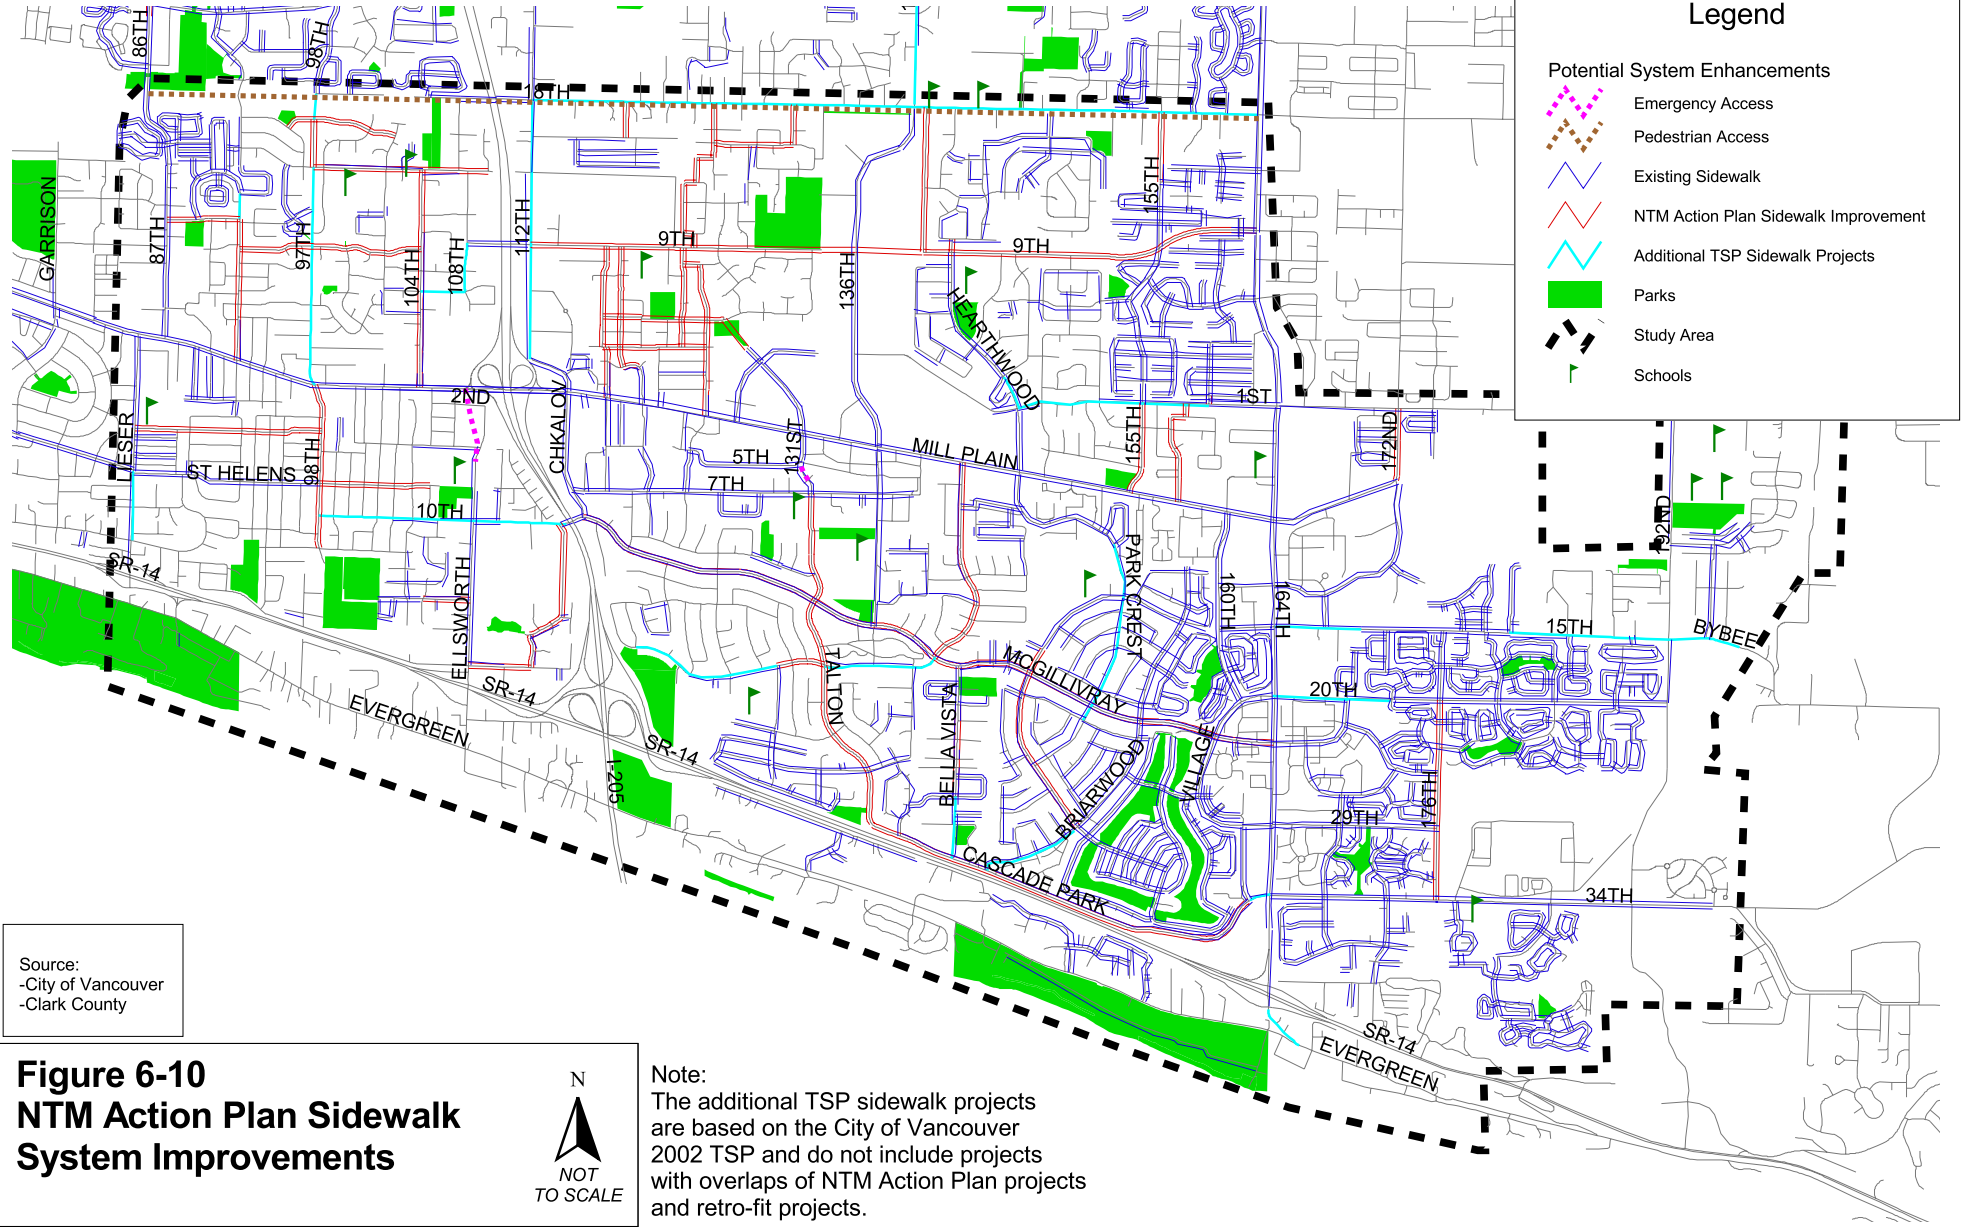 Legend
Potential System Enhancements
Emergency Access
Pedestrian Access
Existing Sidewalk
NTM Action Plan Sidewalk Improvement
Additional TSP Sidewalk Projects
Parks
Study Area
Schools
86TH
98TH
18TH
GARRISON
87TH
97TH
104TH
108TH
112TH
9TH
136TH
9TH
155TH
HEARTHWOOD
1ST
2ND
CHKALOV
LIESER
98TH
ST HELENS
10TH
131ST
5TH
7TH
MILL PLAIN
155TH
172ND
192ND
SR-14
ELLSWORTH
PARK CREST
160TH
164TH
15TH
BYBEE
MCGILLIVRAY
TALTON
20TH
SR-14
EVERGREEN
SR-14
I-205
BELLA VISTA
BRIARWOOD
VILLAGE
29TH
176TH
CASCADE PARK
34TH
SR-14
EVERGREEN
Source:
-City of Vancouver
-Clark County
Figure 6-10
NTM Action Plan Sidewalk
System Improvements
N
NOT
TO SCALE
Note:
The additional TSP sidewalk projects
are based on the City of Vancouver
2002 TSP and do not include projects
with overlaps of NTM Action Plan projects
and retro-fit projects.